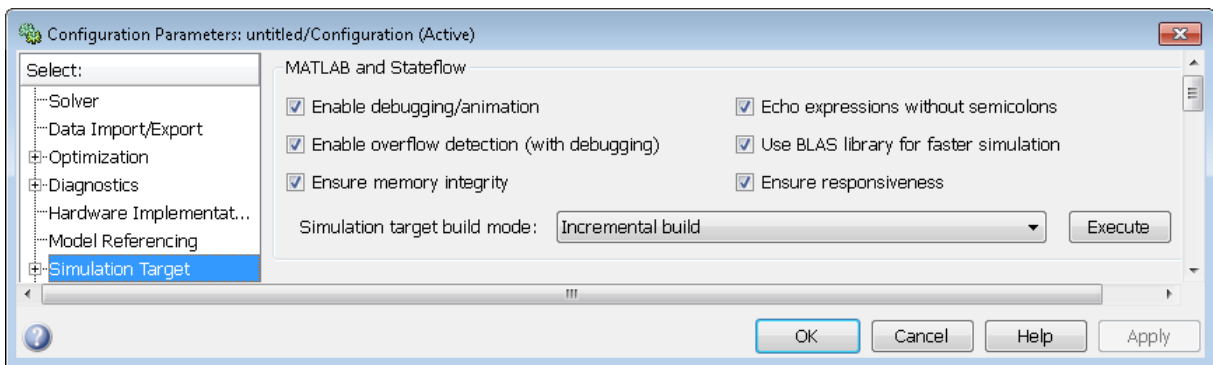 Configuration Parameters: untitled/Configuration (Active)
Select:
Solver
Data Import/Export
Optimization
Diagnostics
Hardware Implementat...
Model Referencing
Simulation Target
MATLAB and Stateflow
Enable debugging/animation
Echo expressions without semicolons
Enable overflow detection (with debugging)
Use BLAS library for faster simulation
Ensure memory integrity
Ensure responsiveness
Simulation target build mode: Incremental build Execute
OK Cancel Help Apply